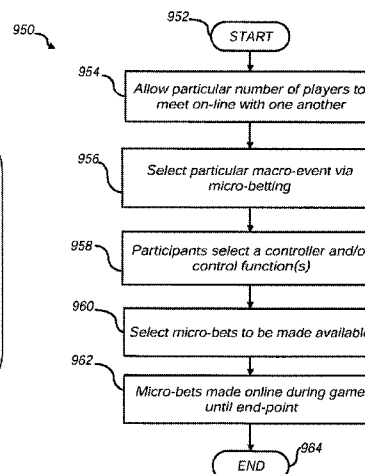 950
952
START
954
Allow particular number of players to
meet on-line with one another
956
Select particular macro-event via
micro-betting
958
Participants select a controller and/o
control function(s)
960
Select micro-bets to be made available
962
Micro-bets made online during game
until end-point
END
964